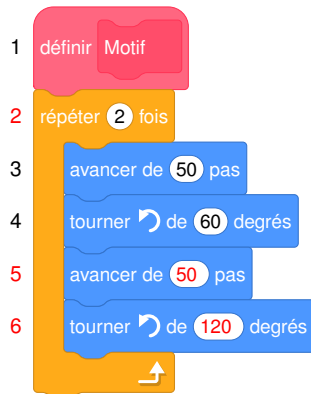 1 définir Motif
2 répéter 2 fois
3 avancer de 50 pas
4 tourner de 60 degrés
5 avancer de 50 pas
6 tourner de 120 degrés